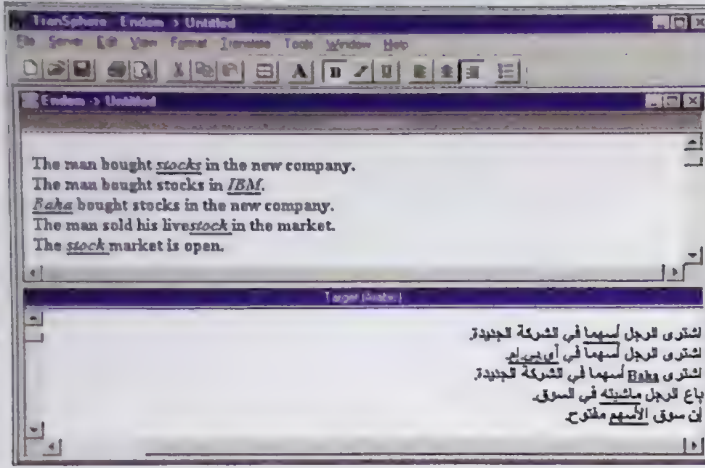 TranSphere Endom -> Untitled
File Server Edit View Format Translate Tools Window Help
Endom -> Untitled
The man bought stocks in the new company.
The man bought stocks in IBM.
Baha bought stocks in the new company.
The man sold his livestock in the market.
The stock market is open.
Target (Arabic)
اشترى الرجل أسهما في الشركة الجديدة.
اشترى الرجل أسهما في آي.بي.إم.
اشترى Baha أسهما في الشركة الجديدة.
باع الرجل ماشيته في السوق.
إن سوق الأسهم مفتوح.